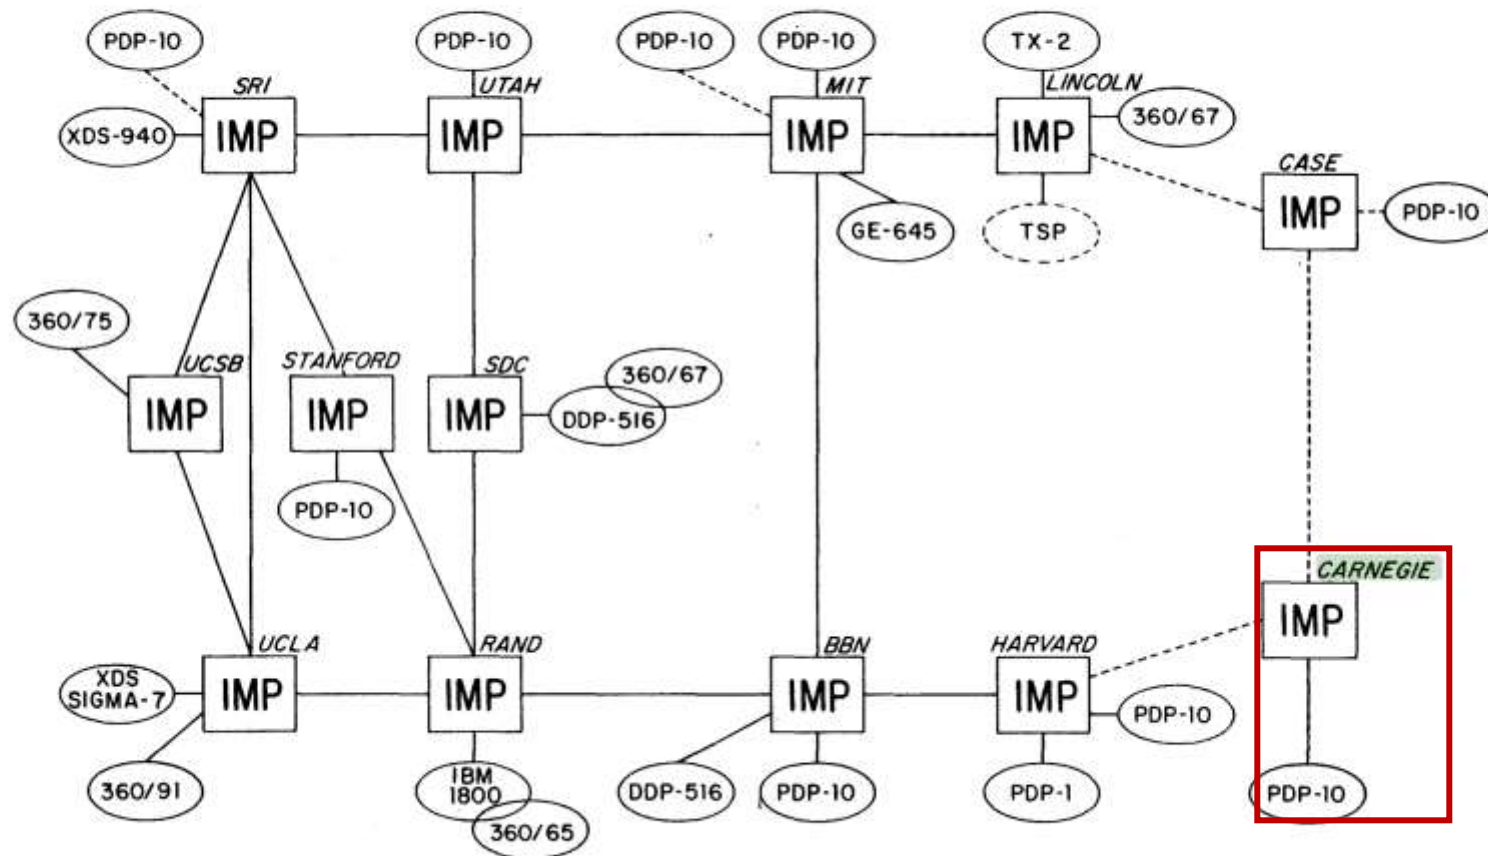 PDP-10
PDP-10
PDP-10
PDP-10
TX-2
SRI
UTAH
MIT
LINCOLN
XDS-940
IMP
IMP
IMP
IMP
360/67
CASE
IMP
PDP-10
GE-645
TSP
360/75
UCSB
STANFORD
SDC
360/67
IMP
IMP
IMP
DDP-516
PDP-10
CARNEGIE
IMP
UCLA
RAND
BBN
HARVARD
XDS
SIGMA-7
IMP
IMP
IMP
IMP
PDP-10
360/91
IBM
1800
360/65
DDP-516
PDP-10
PDP-1
PDP-10